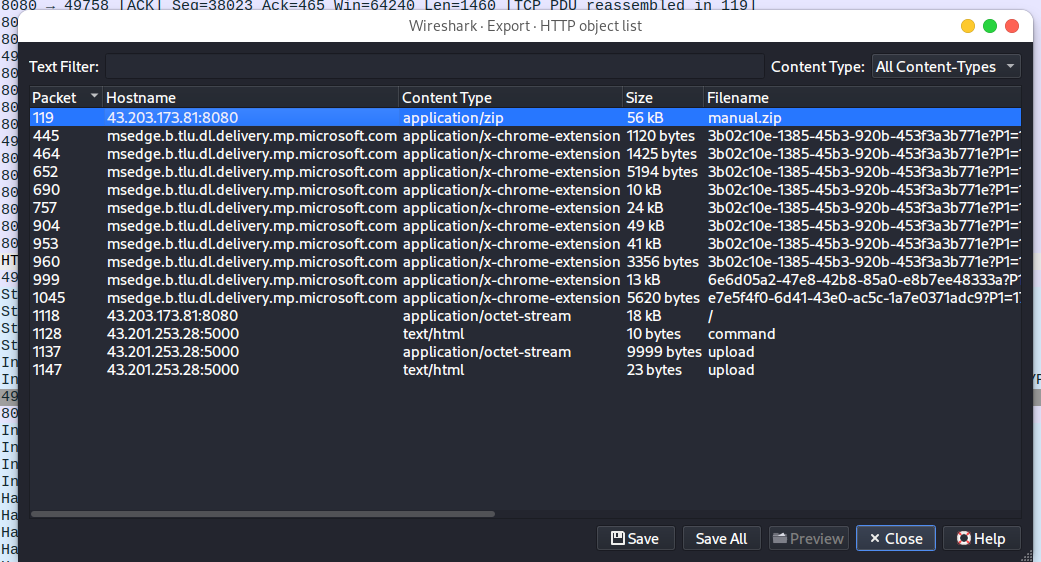 8080 → 49758 [ACK] Seq=38023 Ack=465 Win=64240 Len=1460 [TCP PDU reassembled in 119]
Wireshark · Export · HTTP object list
Text Filter:
Content Type: All Content-Types
Packet Hostname Content Type Size Filename
119 43.203.173.81:8080 application/zip 56 kB manual.zip
445 msedge.b.tlu.dl.delivery.mp.microsoft.com application/x-chrome-extension 1120 bytes 3b02c10e-1385-45b3-920b-453f3a3b771e?P1=1
464 msedge.b.tlu.dl.delivery.mp.microsoft.com application/x-chrome-extension 1425 bytes 3b02c10e-1385-45b3-920b-453f3a3b771e?P1=1
652 msedge.b.tlu.dl.delivery.mp.microsoft.com application/x-chrome-extension 5194 bytes 3b02c10e-1385-45b3-920b-453f3a3b771e?P1=1
690 msedge.b.tlu.dl.delivery.mp.microsoft.com application/x-chrome-extension 10 kB 3b02c10e-1385-45b3-920b-453f3a3b771e?P1=1
757 msedge.b.tlu.dl.delivery.mp.microsoft.com application/x-chrome-extension 24 kB 3b02c10e-1385-45b3-920b-453f3a3b771e?P1=1
904 msedge.b.tlu.dl.delivery.mp.microsoft.com application/x-chrome-extension 49 kB 3b02c10e-1385-45b3-920b-453f3a3b771e?P1=1
953 msedge.b.tlu.dl.delivery.mp.microsoft.com application/x-chrome-extension 41 kB 3b02c10e-1385-45b3-920b-453f3a3b771e?P1=1
960 msedge.b.tlu.dl.delivery.mp.microsoft.com application/x-chrome-extension 3356 bytes 3b02c10e-1385-45b3-920b-453f3a3b771e?P1=1
999 msedge.b.tlu.dl.delivery.mp.microsoft.com application/x-chrome-extension 13 kB 6e6d05a2-47e8-42b8-85a0-e8b7ee48333a?P1
1045 msedge.b.tlu.dl.delivery.mp.microsoft.com application/x-chrome-extension 5620 bytes e7e5f4f0-6d41-43e0-ac5c-1a7e0371adc9?P1=17
1118 43.203.173.81:8080 application/octet-stream 18 kB /
1128 43.201.253.28:5000 text/html 10 bytes command
1137 43.201.253.28:5000 application/octet-stream 9999 bytes upload
1147 43.201.253.28:5000 text/html 23 bytes upload
Save Save All Preview Close Help